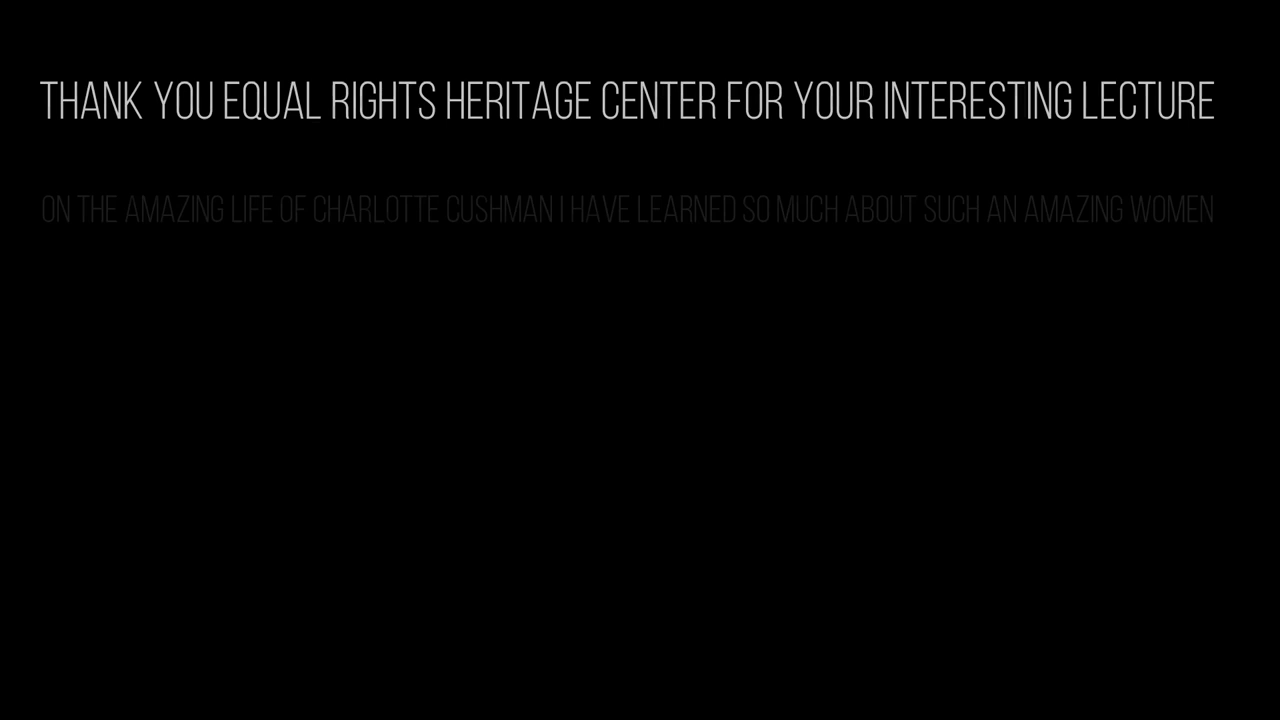 THANK YOU EQUAL RIGHTS HERITAGE CENTER FOR YOUR INTERESTING LECTURE
ON THE AMAZING LIFE OF CHARLOTTE CUSHMAN I HAVE LEARNED SO MUCH ABOUT SUCH AN AMAZING WOMEN